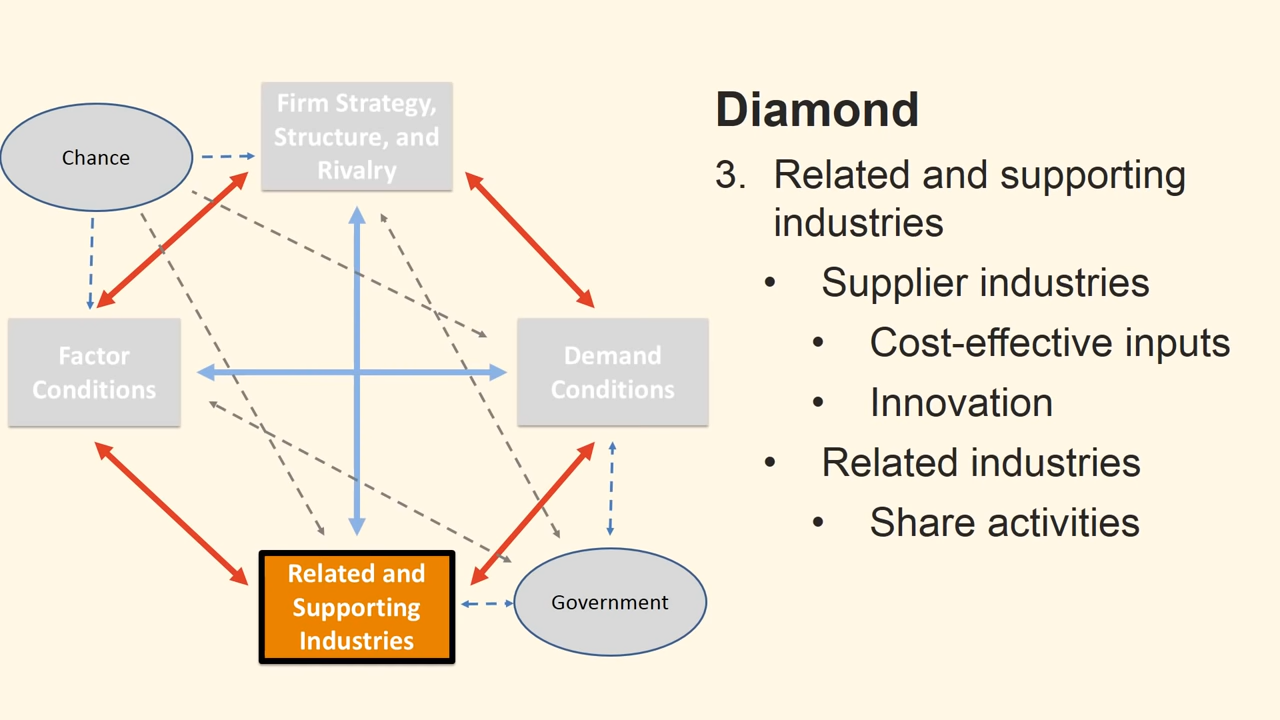 Firm Strategy,
Structure, and
Rivalry
Chance
Factor
Conditions
Demand
Conditions
Related and
Supporting
Industries
Government
Diamond
3. Related and supporting
industries
• Supplier industries
• Cost-effective inputs
• Innovation
• Related industries
• Share activities